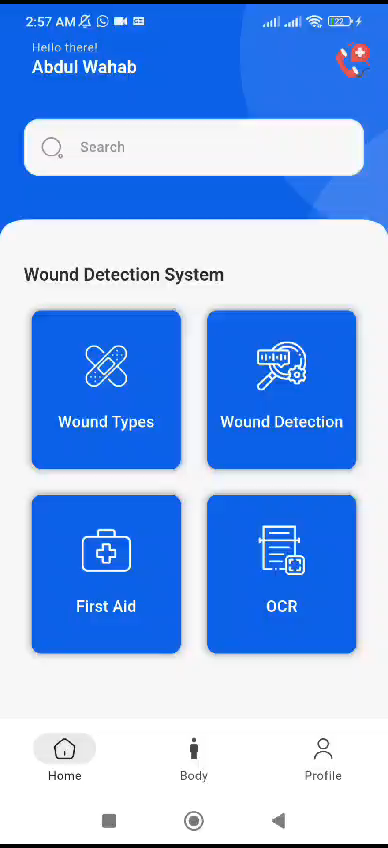 2:57 AM
22
Hello there!
Abdul Wahab
Search
Wound Detection System
Wound Types
Wound Detection
First Aid
OCR
Home
Body
Profile